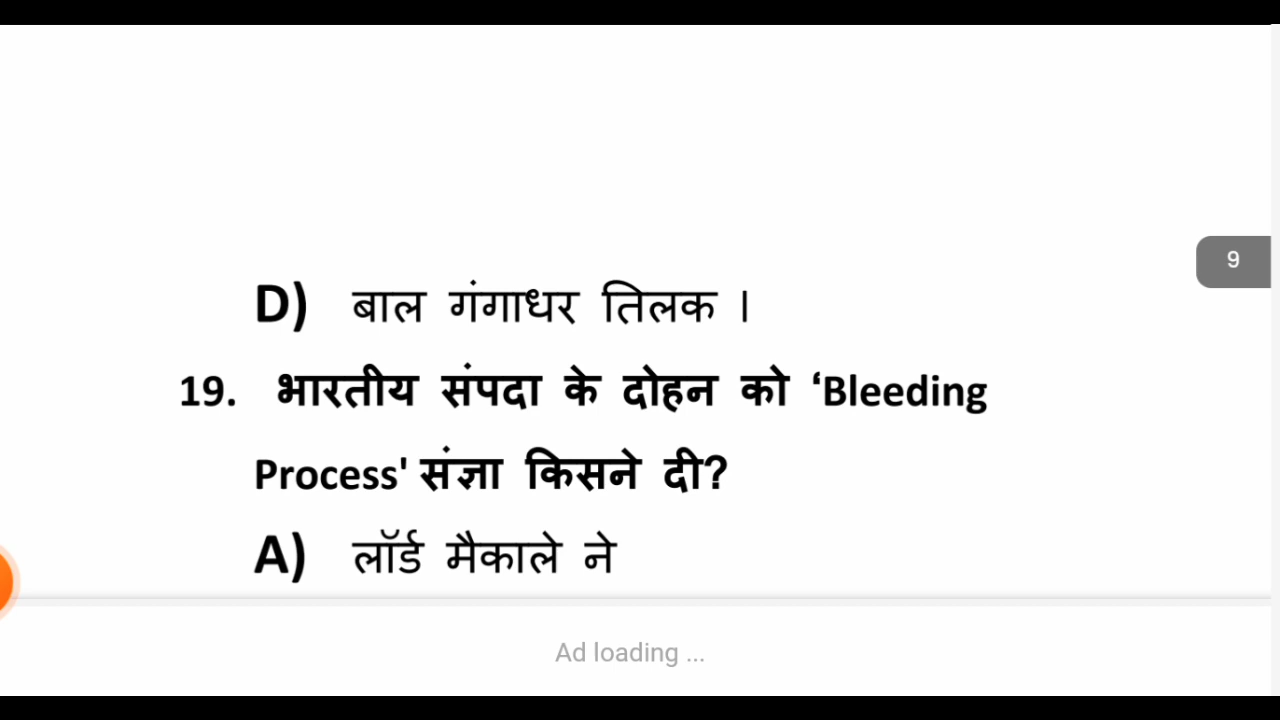 9
D) बाल गंगाधर तिलक ।
19. भारतीय संपदा के दोहन को ‘Bleeding
Process' संज्ञा किसने दी?
A) लॉर्ड मैकाले ने
Ad loading ...